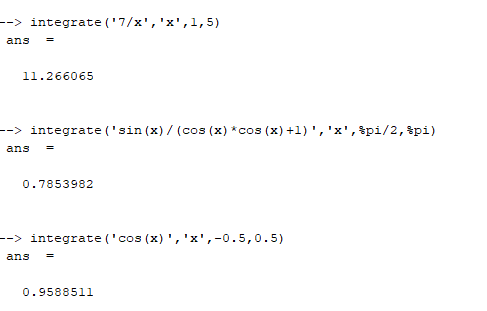 --> integrate('7/x','x',1,5)
ans  =
11.266065
--> integrate('sin(x)/(cos(x)*cos(x)+1)','x',%pi/2,%pi)
ans  =
0.7853982
--> integrate('cos(x)','x',-0.5,0.5)
ans  =
0.9588511